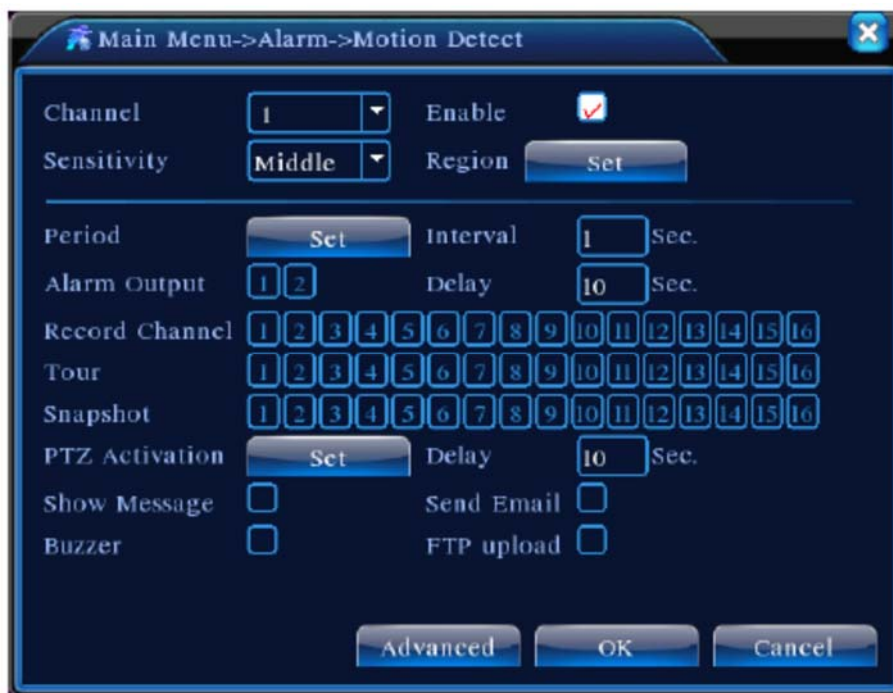 Main Menu->Alarm->Motion Detect
Channel 1 Enable
Sensitivity Middle Region Set
Period Set Interval 1 Sec.
Alarm Output 1 2 Delay 10 Sec.
Record Channel 1 2 3 4 5 6 7 8 9 10 11 12 13 14 15 16
Tour 1 2 3 4 5 6 7 8 9 10 11 12 13 14 15 16
Snapshot 1 2 3 4 5 6 7 8 9 10 11 12 13 14 15 16
PTZ Activation Set Delay 10 Sec.
Show Message Send Email
Buzzer FTP upload
Advanced OK Cancel